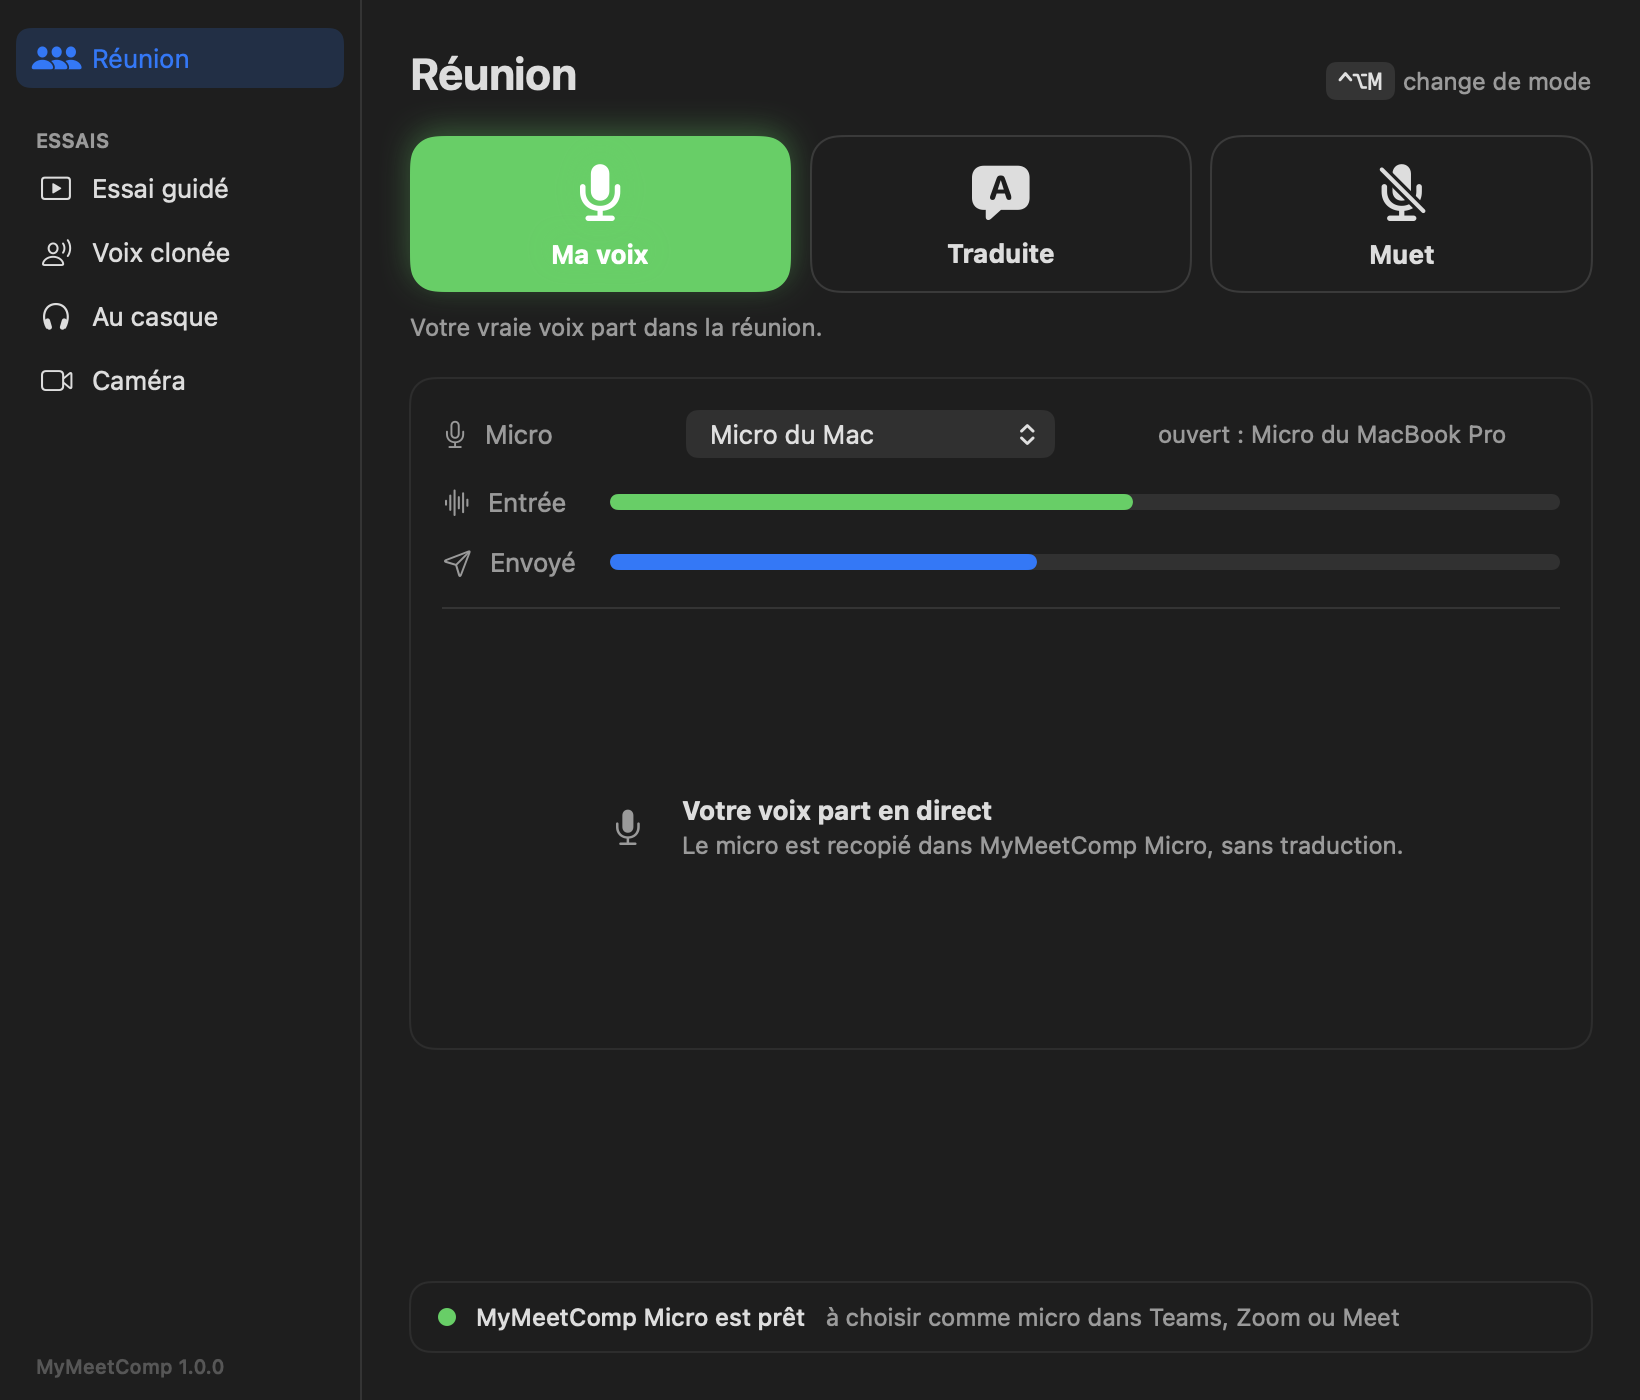 Réunion
ESSAIS
Essai guidé
Voix clonée
Au casque
Caméra
MyMeetComp 1.0.0
Réunion
⌃⌥M change de mode
Ma voix
A
Traduite
Muet
Votre vraie voix part dans la réunion.
Micro Micro du Mac ouvert : Micro du MacBook Pro
Entrée
Envoyé
Votre voix part en direct
Le micro est recopié dans MyMeetComp Micro, sans traduction.
MyMeetComp Micro est prêt à choisir comme micro dans Teams, Zoom ou Meet